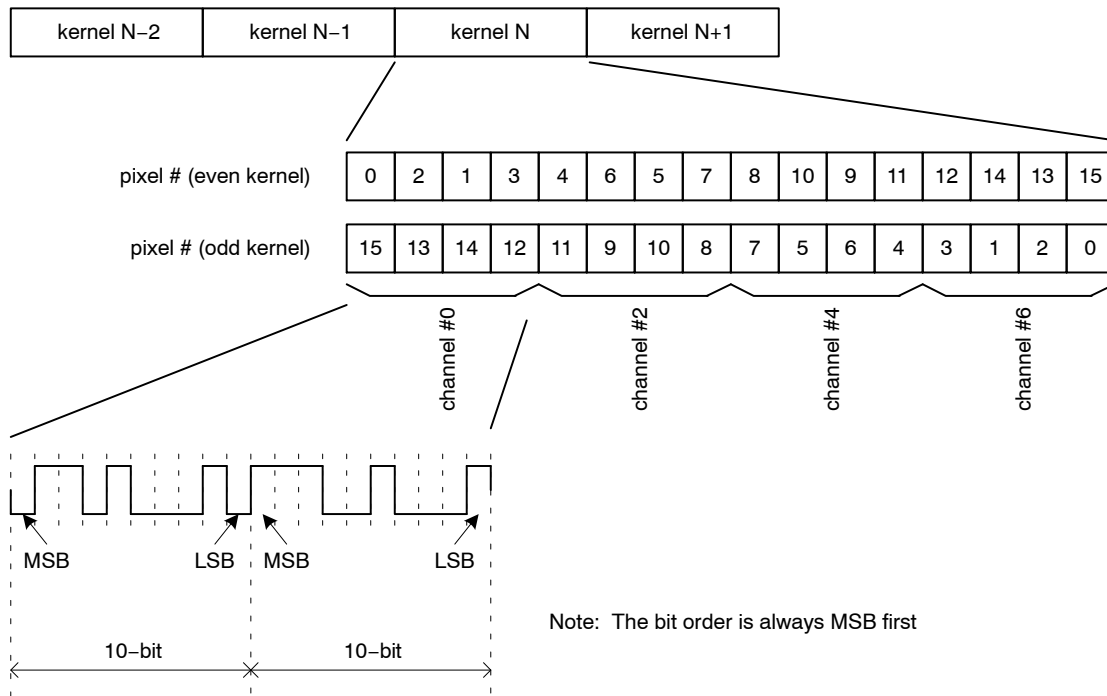 kernel N−2 kernel N−1 kernel N kernel N+1
pixel # (even kernel) 0 2 1 3 4 6 5 7 8 10 9 11 12 14 13 15
pixel # (odd kernel) 15 13 14 12 11 9 10 8 7 5 6 4 3 1 2 0
channel #0
channel #2
channel #4
channel #6
MSB LSB MSB LSB
Note: The bit order is always MSB first
10−bit 10−bit